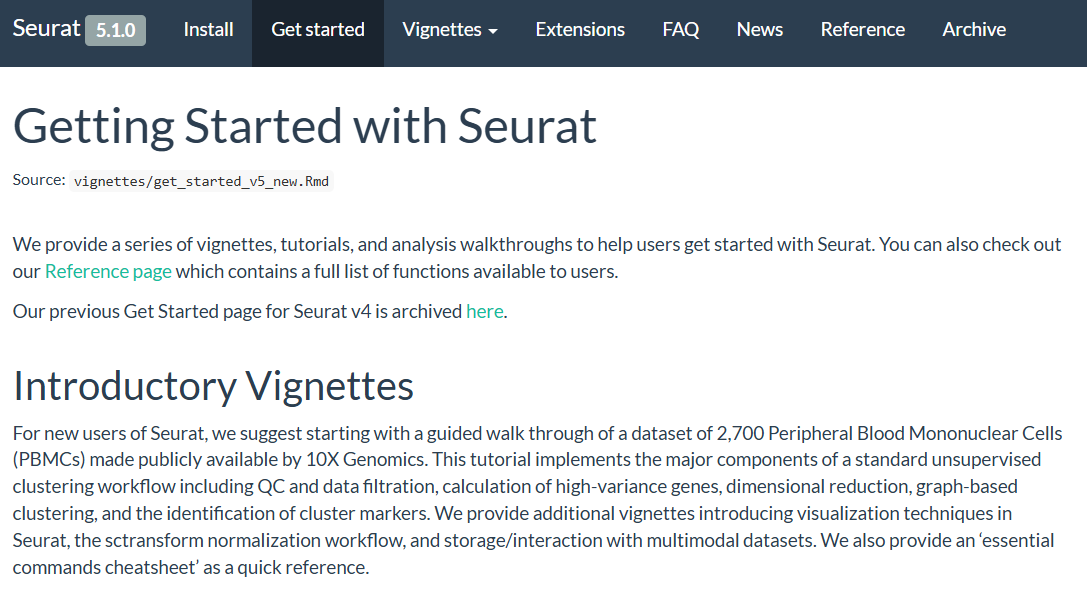 Seurat 5.1.0 Install Get started Vignettes Extensions FAQ News Reference Archive
Getting Started with Seurat
Source: vignettes/get_started_v5_new.Rmd
We provide a series of vignettes, tutorials, and analysis walkthroughs to help users get started with Seurat. You can also check out
our Reference page which contains a full list of functions available to users.
Our previous Get Started page for Seurat v4 is archived here.
Introductory Vignettes
For new users of Seurat, we suggest starting with a guided walk through of a dataset of 2,700 Peripheral Blood Mononuclear Cells
(PBMCs) made publicly available by 10X Genomics. This tutorial implements the major components of a standard unsupervised
clustering workflow including QC and data filtration, calculation of high-variance genes, dimensional reduction, graph-based
clustering, and the identification of cluster markers. We provide additional vignettes introducing visualization techniques in
Seurat, the sctransform normalization workflow, and storage/interaction with multimodal datasets. We also provide an ‘essential
commands cheatsheet’ as a quick reference.